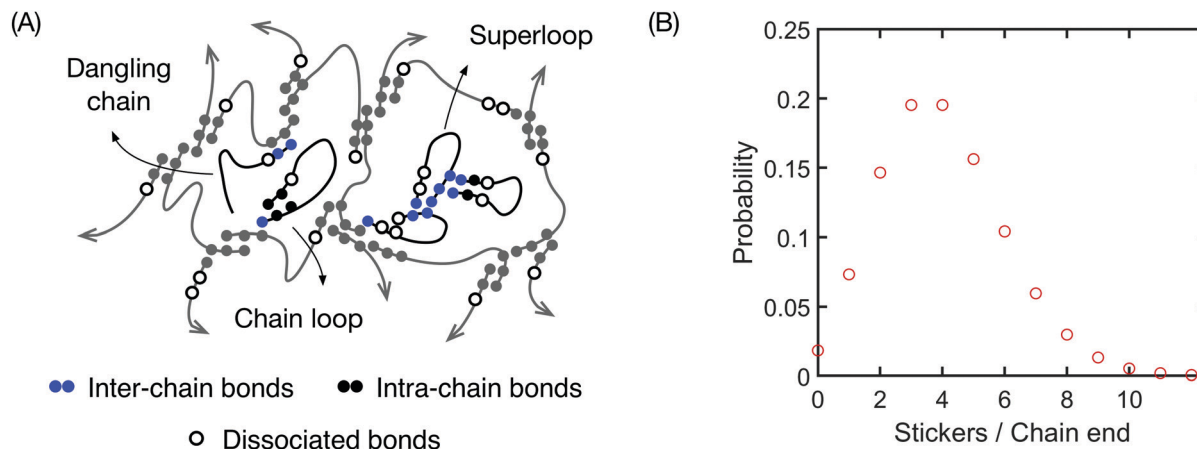 (A)
Dangling
chain
Superloop
Chain loop
Inter-chain bonds
Intra-chain bonds
Dissociated bonds
(B)
0.25
0.2
0.15
0.1
0.05
0
Probability
0 2 4 6 8 10
Stickers / Chain end